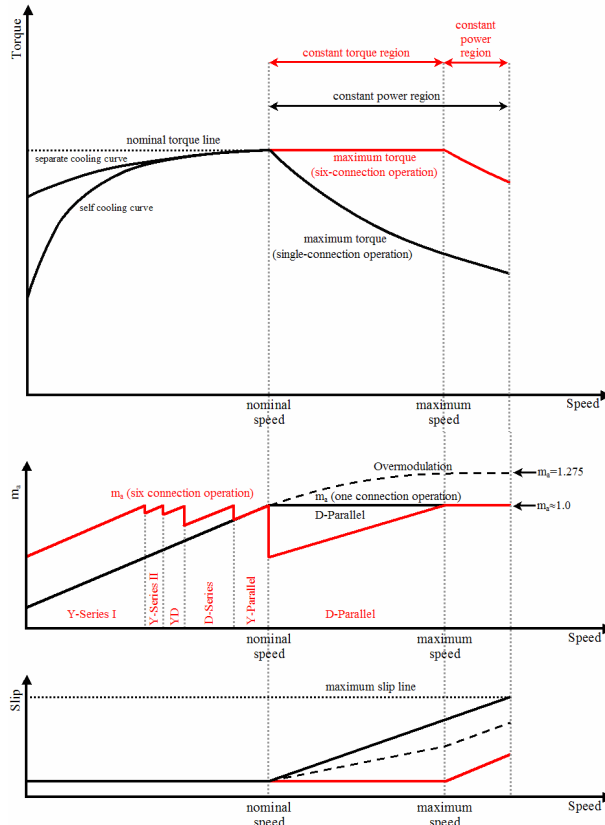 Torque
constant torque region
constant
power
region
constant power region
nominal torque line
separate cooling curve
self cooling curve
maximum torque
(six-connection operation)
maximum torque
(single-connection operation)
nominal
speed
maximum
speed
Speed
mₐ
Overmodulation
mₐ=1.275
mₐ (six connection operation)
mₐ (one connection operation)
mₐ≈1.0
D-Parallel
Y-Series I
Y-Series II
YD
D-Series
Y-Parallel
D-Parallel
nominal
speed
maximum
speed
Speed
Slip
maximum slip line
nominal
speed
maximum
speed
Speed